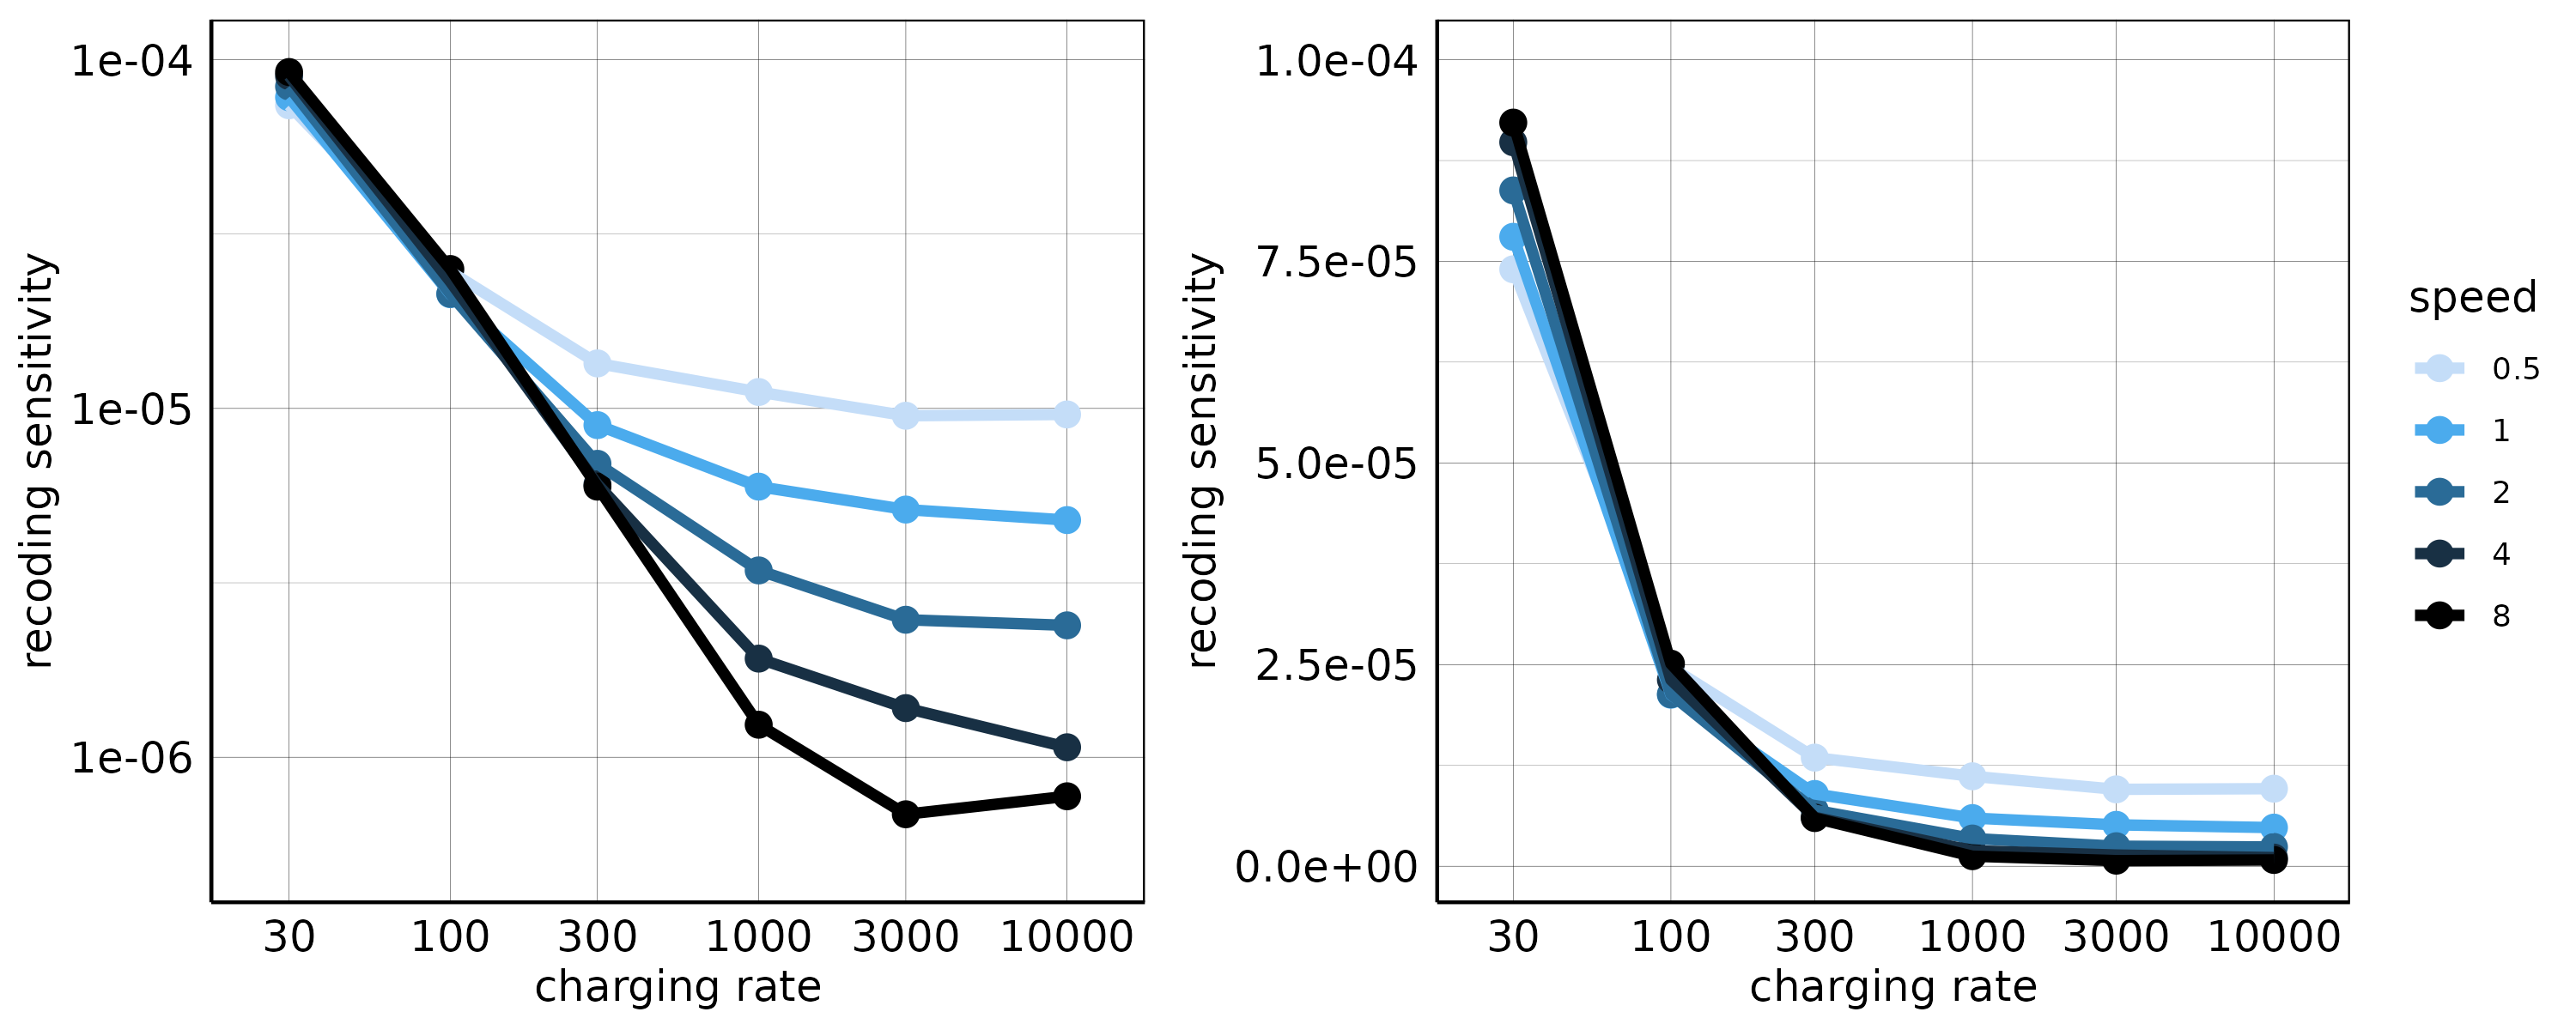 1e-04
1e-05
1e-06
recoding sensitivity
30 100 300 1000 3000 10000
charging rate
1.0e-04
7.5e-05
5.0e-05
2.5e-05
0.0e+00
recoding sensitivity
30 100 300 1000 3000 10000
charging rate
speed
0.5
1
2
4
8